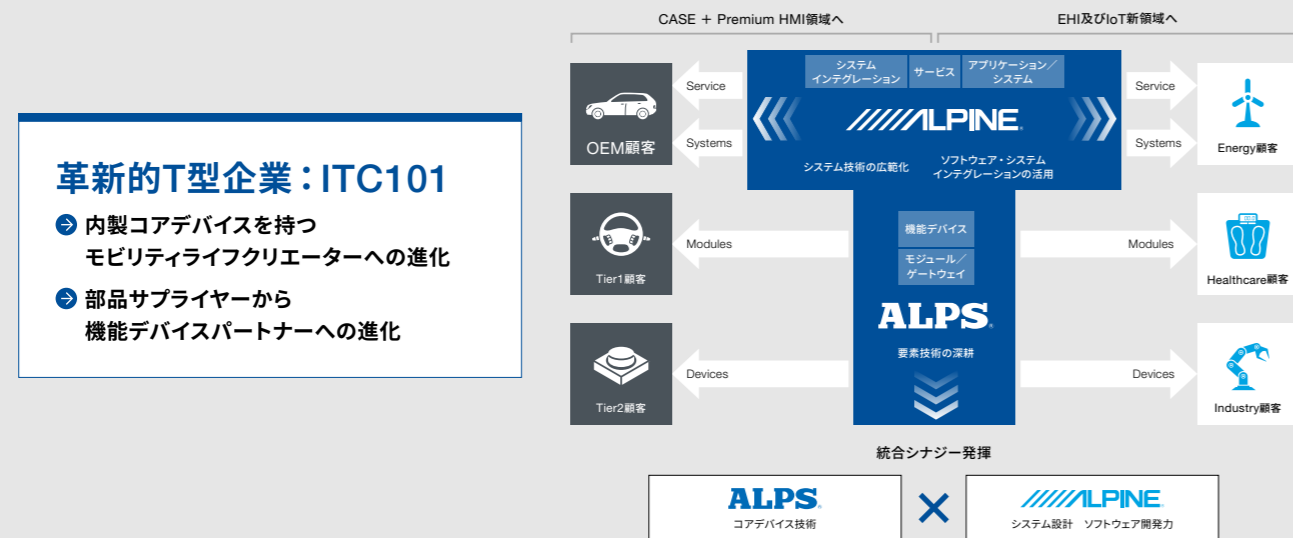 CASE + Premium HMI領域へ
EHI及びIoT新領域へ
革新的T型企業：ITC101
内製コアデバイスを持つ
モビリティライフクリエーターへの進化
部品サプライヤーから
機能デバイスパートナーへの進化
OEM顧客
Service
Systems
システム
インテグレーション
サービス
アプリケーション／
システム
ALPINE
システム技術の広範化
ソフトウェア・システム
インテグレーションの活用
Service
Systems
Energy顧客
Tier1顧客
Modules
機能デバイス
モジュール／
ゲートウェイ
Modules
Healthcare顧客
ALPS
要素技術の深耕
Tier2顧客
Devices
Devices
Industry顧客
統合シナジー発揮
ALPS
コアデバイス技術
×
ALPINE
システム設計 ソフトウェア開発力